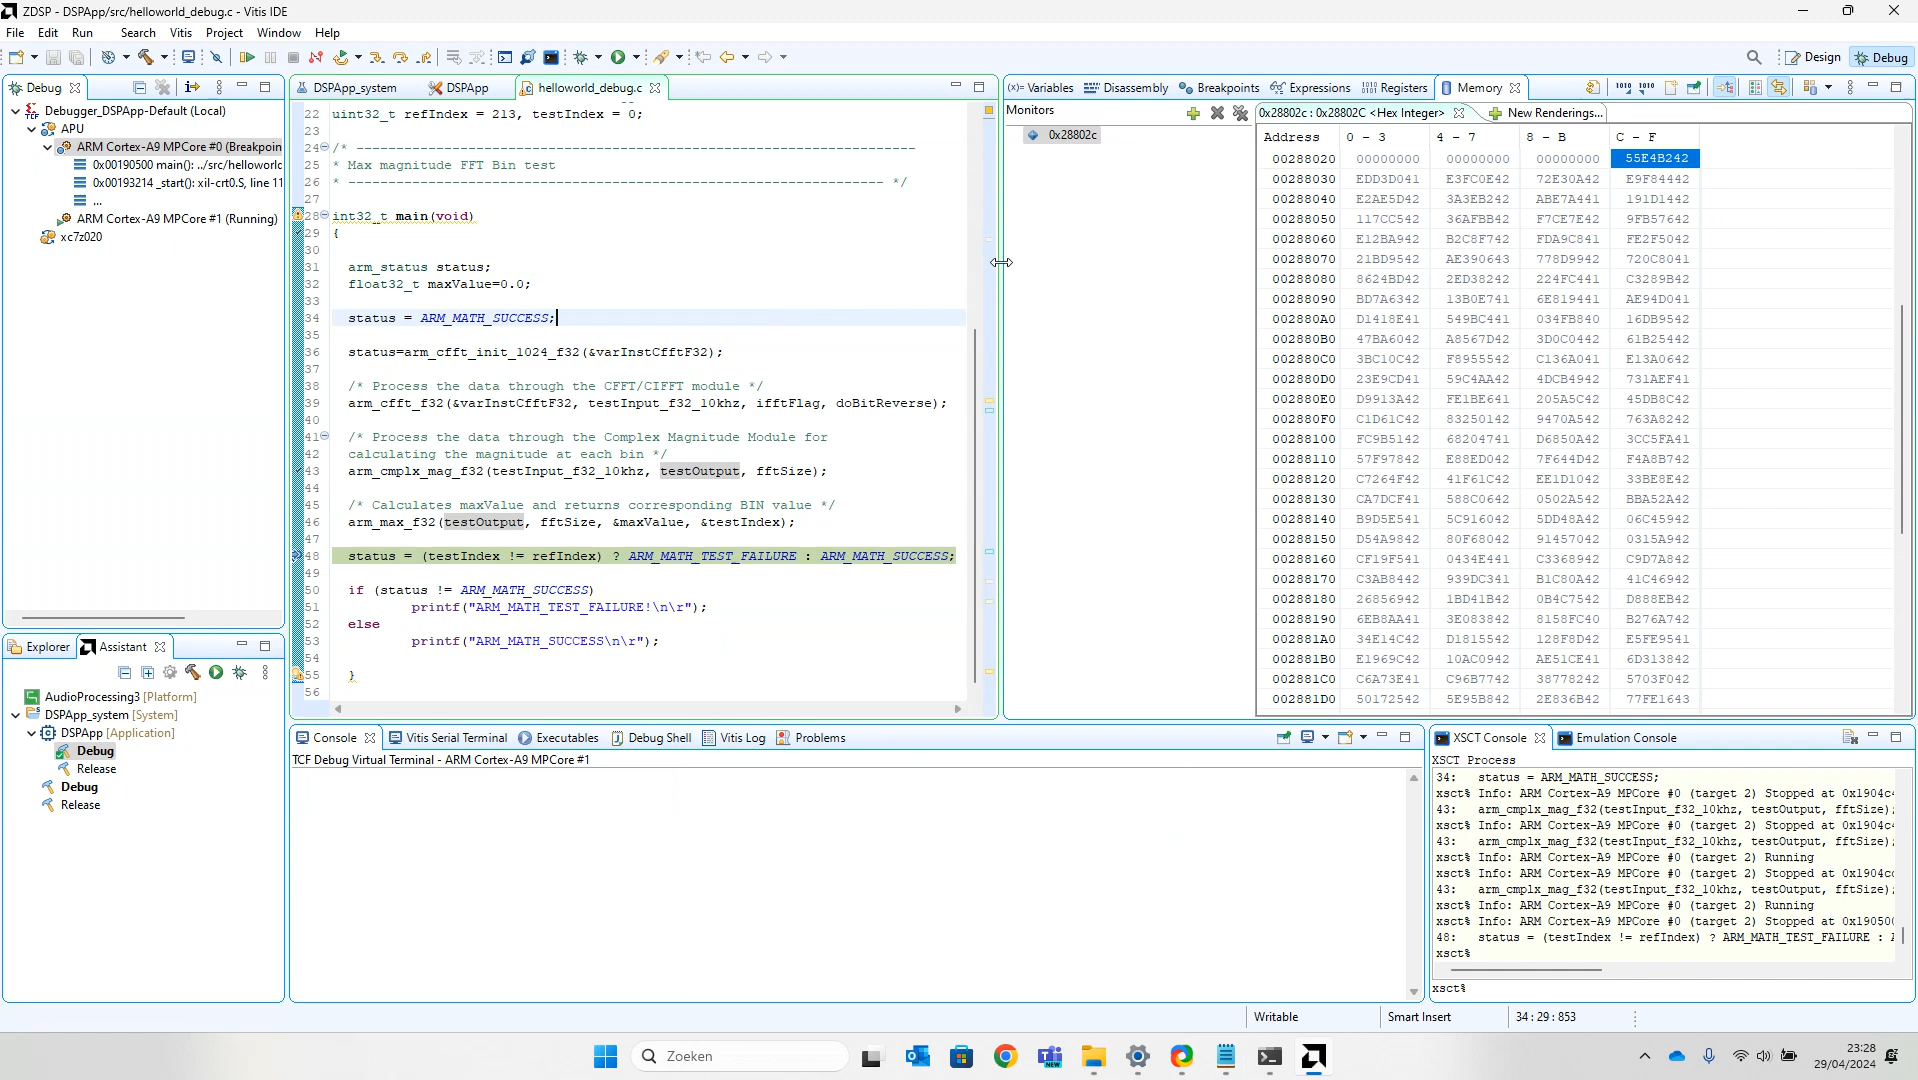 ZDSP - DSPApp/src/helloworld_debug.c - Vitis IDE
File Edit Run Search Vitis Project Window Help
Design Debug
Debug
Debugger_DSPApp-Default (Local)
APU
ARM Cortex-A9 MPCore #0 (Breakpoin
0x00190500 main(): ../src/helloworlc
0x00193214 _start(): xil-crt0.S, line 11
...
ARM Cortex-A9 MPCore #1 (Running)
xc7z020
DSPApp_system DSPApp helloworld_debug.c
22 uint32_t refIndex = 213, testIndex = 0;
23
24 /* ----------------------------------------------------------------------
25 * Max magnitude FFT Bin test
26 * ------------------------------------------------------------------- */
27
28 int32_t main(void)
29 {
30
31 arm_status status;
32 float32_t maxValue=0.0;
33
34 status = ARM_MATH_SUCCESS;
35
36 status=arm_cfft_init_1024_f32(&varInstCfftF32);
37
38 /* Process the data through the CFFT/CIFFT module */
39 arm_cfft_f32(&varInstCfftF32, testInput_f32_10khz, ifftFlag, doBitReverse);
40
41 /* Process the data through the Complex Magnitude Module for
42 calculating the magnitude at each bin */
43 arm_cmplx_mag_f32(testInput_f32_10khz, testOutput, fftSize);
44
45 /* Calculates maxValue and returns corresponding BIN value */
46 arm_max_f32(testOutput, fftSize, &maxValue, &testIndex);
47
48 status = (testIndex != refIndex) ? ARM_MATH_TEST_FAILURE : ARM_MATH_SUCCESS;
49
50 if (status != ARM_MATH_SUCCESS)
51 printf("ARM_MATH_TEST_FAILURE!\n\r");
52 else
53 printf("ARM_MATH_SUCCESS\n\r");
54
55 }
56
(x)= Variables Disassembly Breakpoints Expressions Registers Memory
Monitors
0x28802c
0x28802c : 0x28802C <Hex Integer> New Renderings...
Address 0 - 3 4 - 7 8 - B C - F
00288020 00000000 00000000 00000000 55E4B242
00288030 EDD3D041 E3FC0E42 72E30A42 E9F84442
00288040 E2AE5D42 3A3EB242 ABE7A441 191D1442
00288050 117CC542 36AFBB42 F7CE7E42 9FB57642
00288060 E12BA942 B2C8F742 FDA9C841 FE2F5042
00288070 21BD9542 AE390643 778D9942 720C8041
00288080 8624BD42 2ED38242 224FC441 C3289B42
00288090 BD7A6342 13B0E741 6E819441 AE94D041
002880A0 D1418E41 549BC441 034FB840 16DB9542
002880B0 47BA6042 A8567D42 3D0C0442 61B25442
002880C0 3BC10C42 F8955542 C136A041 E13A0642
002880D0 23E9CD41 59C4AA42 4DCB4942 731AEF41
002880E0 D9913A42 FE1BE641 205A5C42 45DB8C42
002880F0 C1D61C42 83250142 9470A542 763A8242
00288100 FC9B5142 68204741 D6850A42 3CC5FA41
00288110 57F97842 E88ED042 7F644D42 F4A8B742
00288120 C7264F42 41F61C42 EE1D1042 33BE8E42
00288130 CA7DCF41 588C0642 0502A542 BBA52A42
00288140 B9D5E541 5C916042 5DD48A42 06C45942
00288150 D54A9842 80F68042 91457042 0315A942
00288160 CF19F541 0434E441 C3368942 C9D7A842
00288170 C3AB8442 939DC341 B1C80A42 41C46942
00288180 26856942 1BD41B42 0B4C7542 D888EB42
00288190 6EB8AA41 3E083842 8158FC40 B276A742
002881A0 34E14C42 D1815542 128F8D42 E5FE9541
002881B0 E1969C42 10AC0942 AE51CE41 6D313842
002881C0 C6A73E41 C96B7742 38778242 5703F042
002881D0 50172542 5E95B842 2E836B42 77FE1643
Explorer Assistant
AudioProcessing3 [Platform]
DSPApp_system [System]
DSPApp [Application]
Debug
Release
Debug
Release
Console Vitis Serial Terminal Executables Debug Shell Vitis Log Problems
TCF Debug Virtual Terminal - ARM Cortex-A9 MPCore #1
XSCT Console Emulation Console
XSCT Process
34: status = ARM_MATH_SUCCESS;
xsct% Info: ARM Cortex-A9 MPCore #0 (target 2) Stopped at 0x1904c4
43: arm_cmplx_mag_f32(testInput_f32_10khz, testOutput, fftSize);
xsct% Info: ARM Cortex-A9 MPCore #0 (target 2) Stopped at 0x1904c4
43: arm_cmplx_mag_f32(testInput_f32_10khz, testOutput, fftSize);
xsct% Info: ARM Cortex-A9 MPCore #0 (target 2) Running
xsct% Info: ARM Cortex-A9 MPCore #0 (target 2) Stopped at 0x1904c
43: arm_cmplx_mag_f32(testInput_f32_10khz, testOutput, fftSize);
xsct% Info: ARM Cortex-A9 MPCore #0 (target 2) Running
xsct% Info: ARM Cortex-A9 MPCore #0 (target 2) Stopped at 0x190500
48: status = (testIndex != refIndex) ? ARM_MATH_TEST_FAILURE :
xsct%
xsct%
Writable Smart Insert 34 : 29 : 853
Zoeken
23:28
29/04/2024